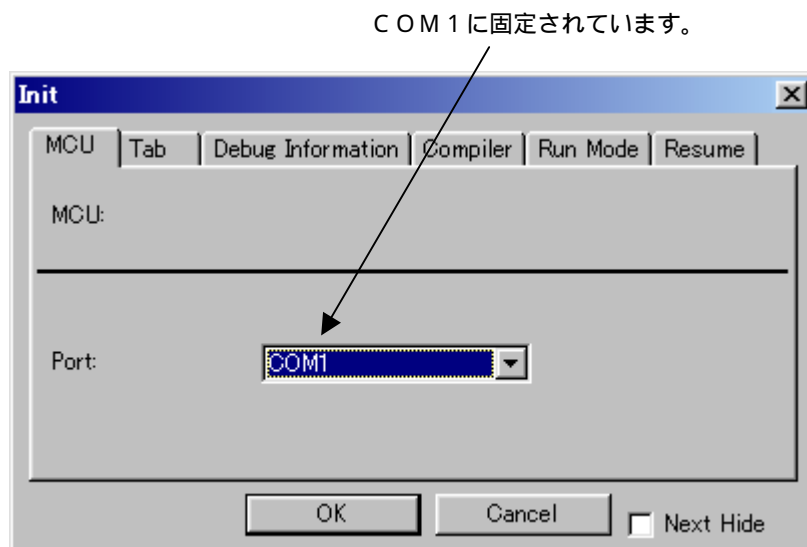 ＣＯＭ１に固定されています。
Init
MCU Tab Debug Information Compiler Run Mode Resume
MCU:
Port: COM1
OK Cancel Next Hide